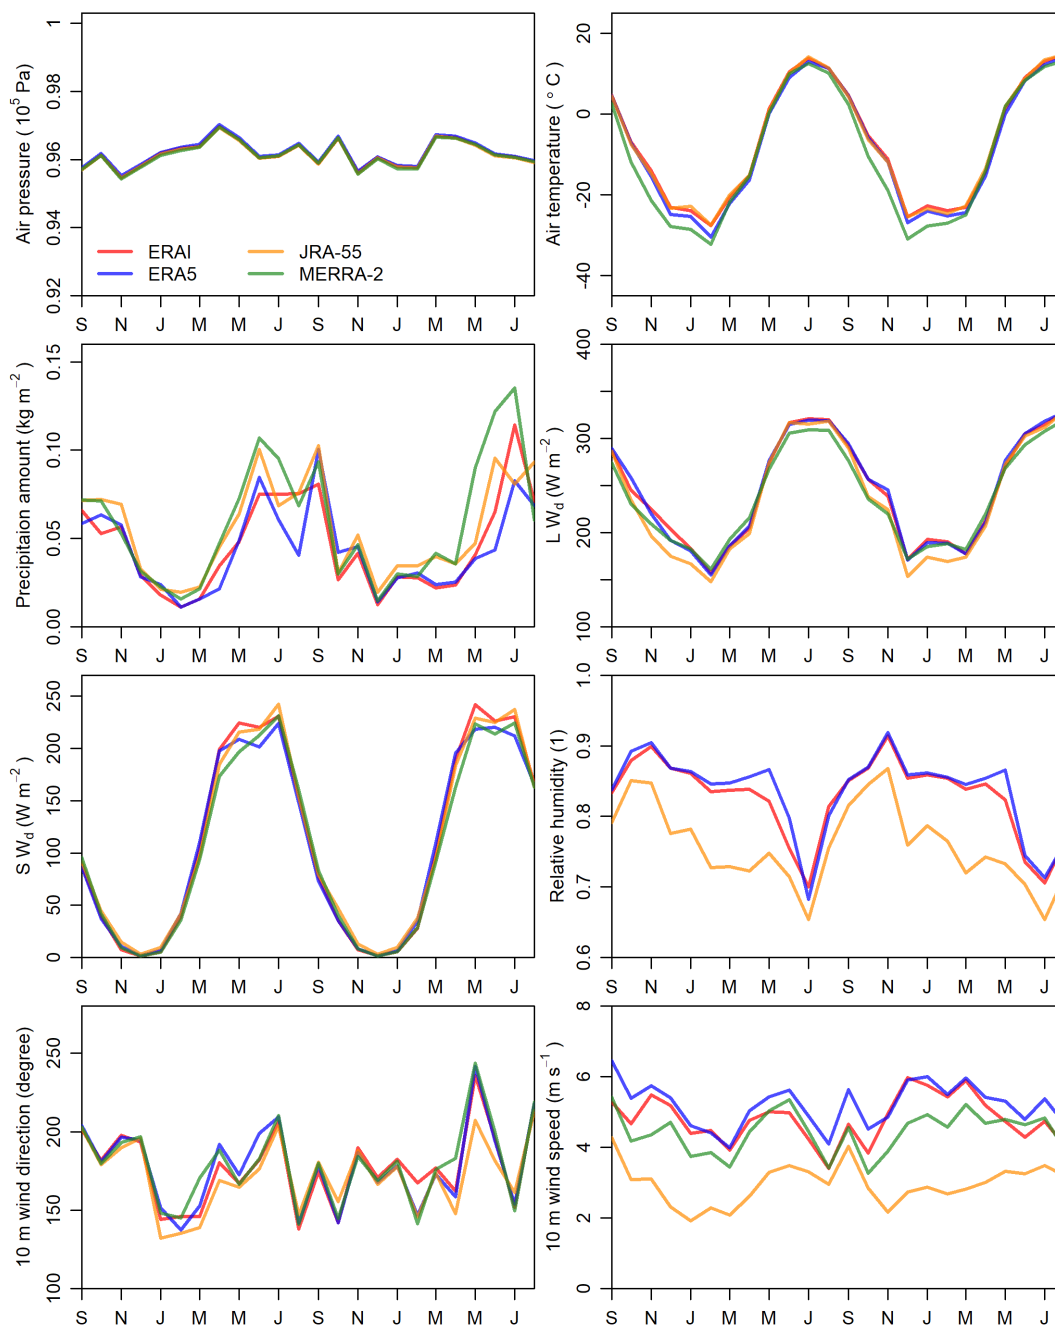 Air pressure ( 10⁵ Pa)
1
0.98
0.96
0.94
0.92
ERAI
ERA5
JRA-55
MERRA-2
S N J M M J S N J M M J
Air temperature ( ° C )
20
0
-20
-40
S N J M M J S N J M M J
Precipitaion amount (kg m⁻²)
0.15
0.10
0.05
0.00
S N J M M J S N J M M J
L W_d (W m⁻²)
400
300
200
100
S N J M M J S N J M M J
S W_d (W m⁻²)
250
200
150
100
50
0
S N J M M J S N J M M J
Relative humidity (1)
1.0
0.9
0.8
0.7
0.6
S N J M M J S N J M M J
10 m wind direction (degree)
250
200
150
100
S N J M M J S N J M M J
10 m wind speed (m s⁻¹ )
8
6
4
2
0
S N J M M J S N J M M J